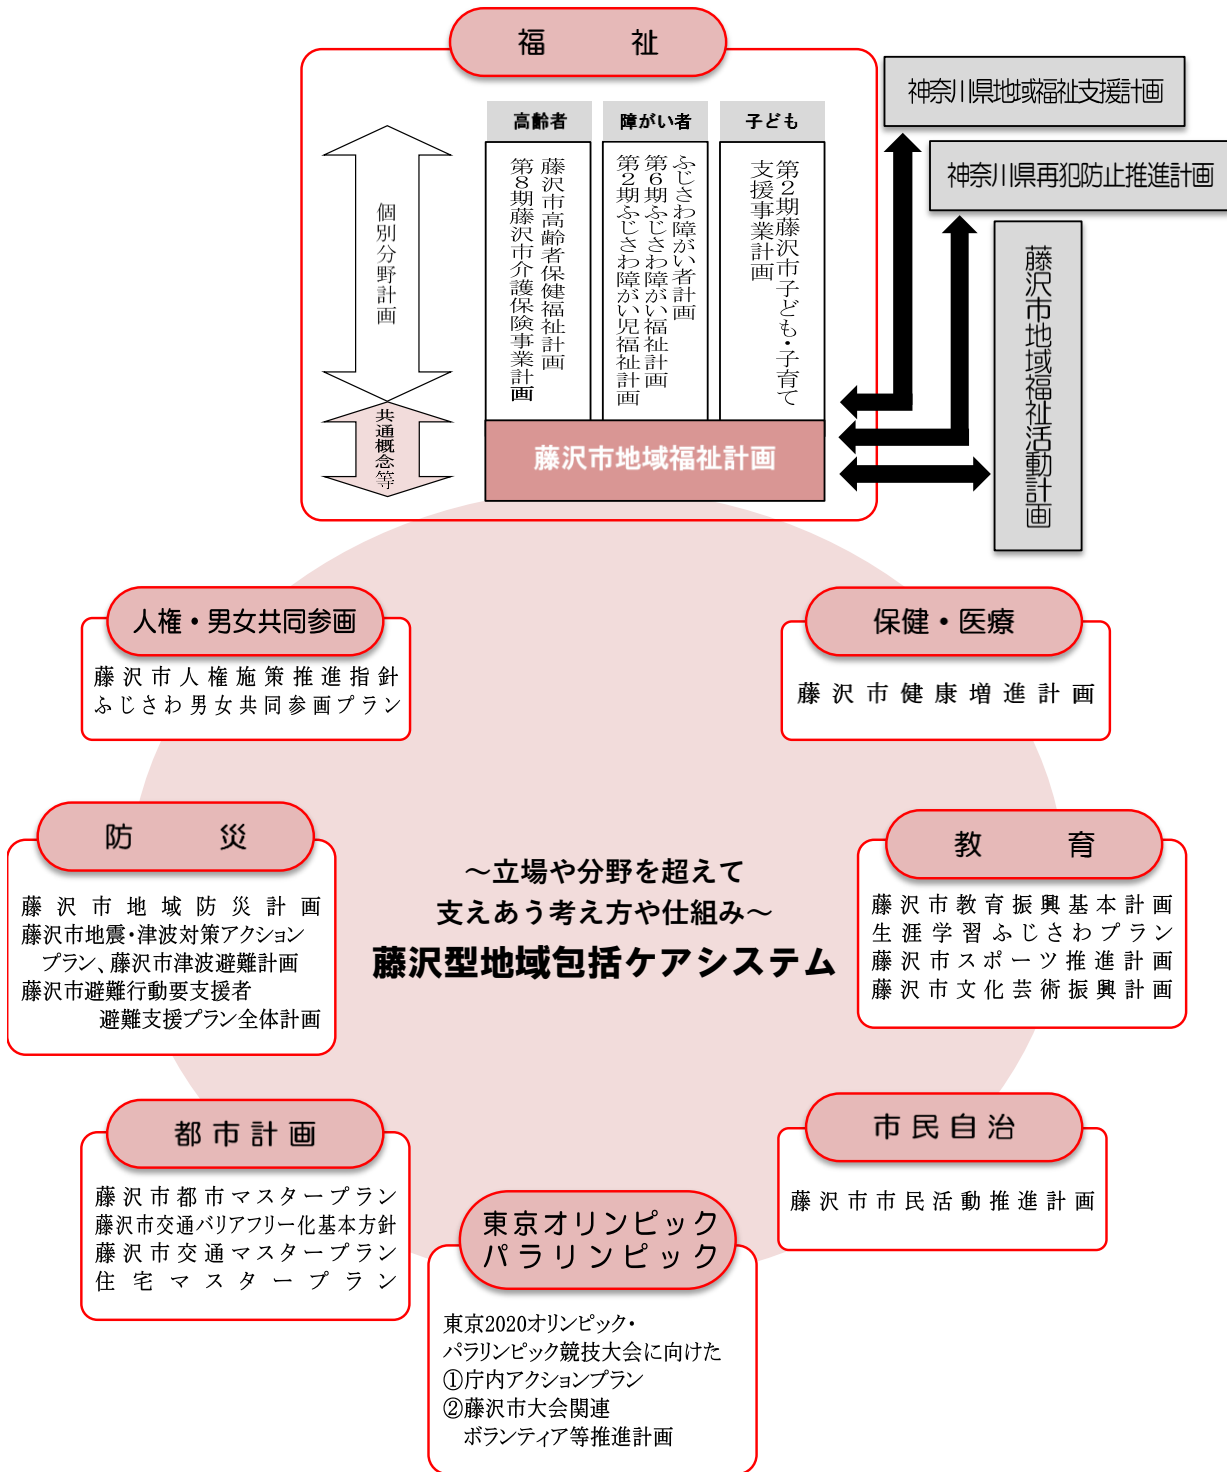 福　祉
神奈川県地域福祉支援計画
神奈川県再犯防止推進計画
藤沢市地域福祉活動計画
個別分野計画
共通概念等
高齢者
藤沢市高齢者保健福祉計画
第8期藤沢市介護保険事業計画
障がい者
ふじさわ障がい者計画
第6期ふじさわ障がい福祉計画
第2期ふじさわ障がい児福祉計画
子ども
第2期藤沢市子ども・子育て
支援事業計画
藤沢市地域福祉計画
人権・男女共同参画
藤沢市人権施策推進指針
ふじさわ男女共同参画プラン
保健・医療
藤沢市健康増進計画
防　災
藤沢市地域防災計画
藤沢市地震・津波対策アクション
プラン、藤沢市津波避難計画
藤沢市避難行動要支援者
避難支援プラン全体計画
～立場や分野を超えて
支えあう考え方や仕組み～
藤沢型地域包括ケアシステム
教　育
藤沢市教育振興基本計画
生涯学習ふじさわプラン
藤沢市スポーツ推進計画
藤沢市文化芸術振興計画
都市計画
藤沢市都市マスタープラン
藤沢市交通バリアフリー化基本方針
藤沢市交通マスタープラン
住宅マスタープラン
東京オリンピック
パラリンピック
東京2020オリンピック・
パラリンピック競技大会に向けた
①庁内アクションプラン
②藤沢市大会関連
ボランティア等推進計画
市民自治
藤沢市市民活動推進計画